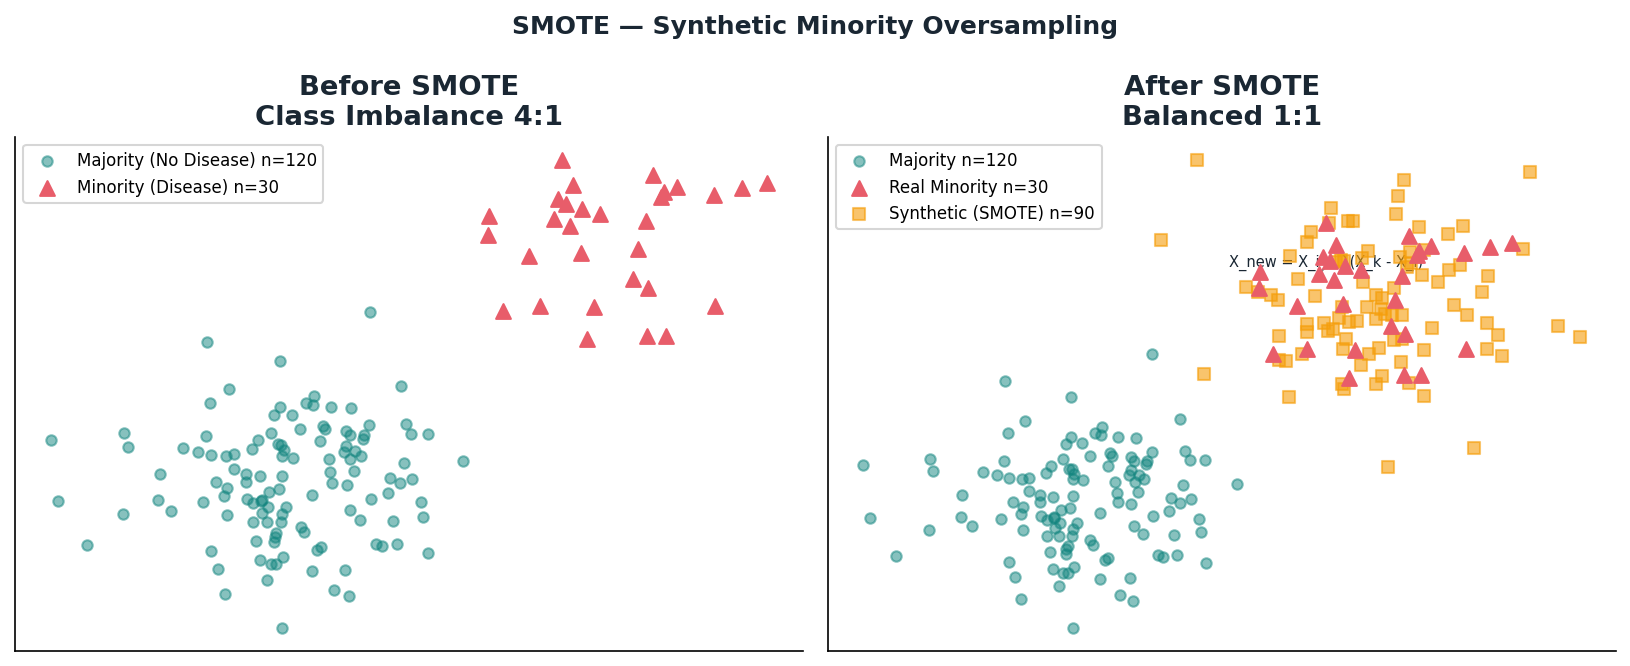 SMOTE — Synthetic Minority Oversampling
Before SMOTE
Class Imbalance 4:1
Majority (No Disease) n=120
Minority (Disease) n=30
After SMOTE
Balanced 1:1
Majority n=120
Real Minority n=30
Synthetic (SMOTE) n=90
X_new = (X_k -